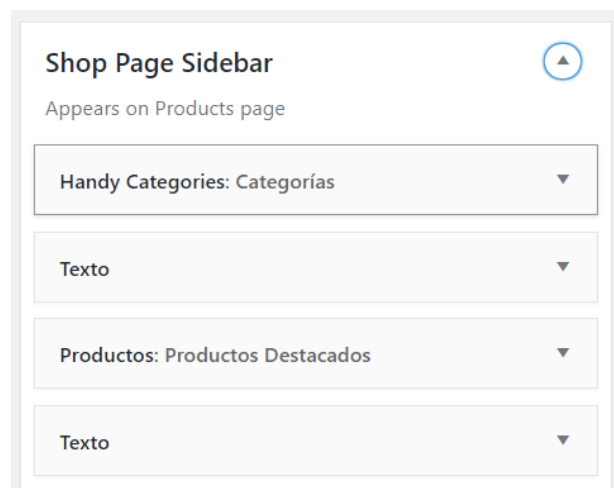 Shop Page Sidebar
Appears on Products page
Handy Categories: Categorías
Texto
Productos: Productos Destacados
Texto